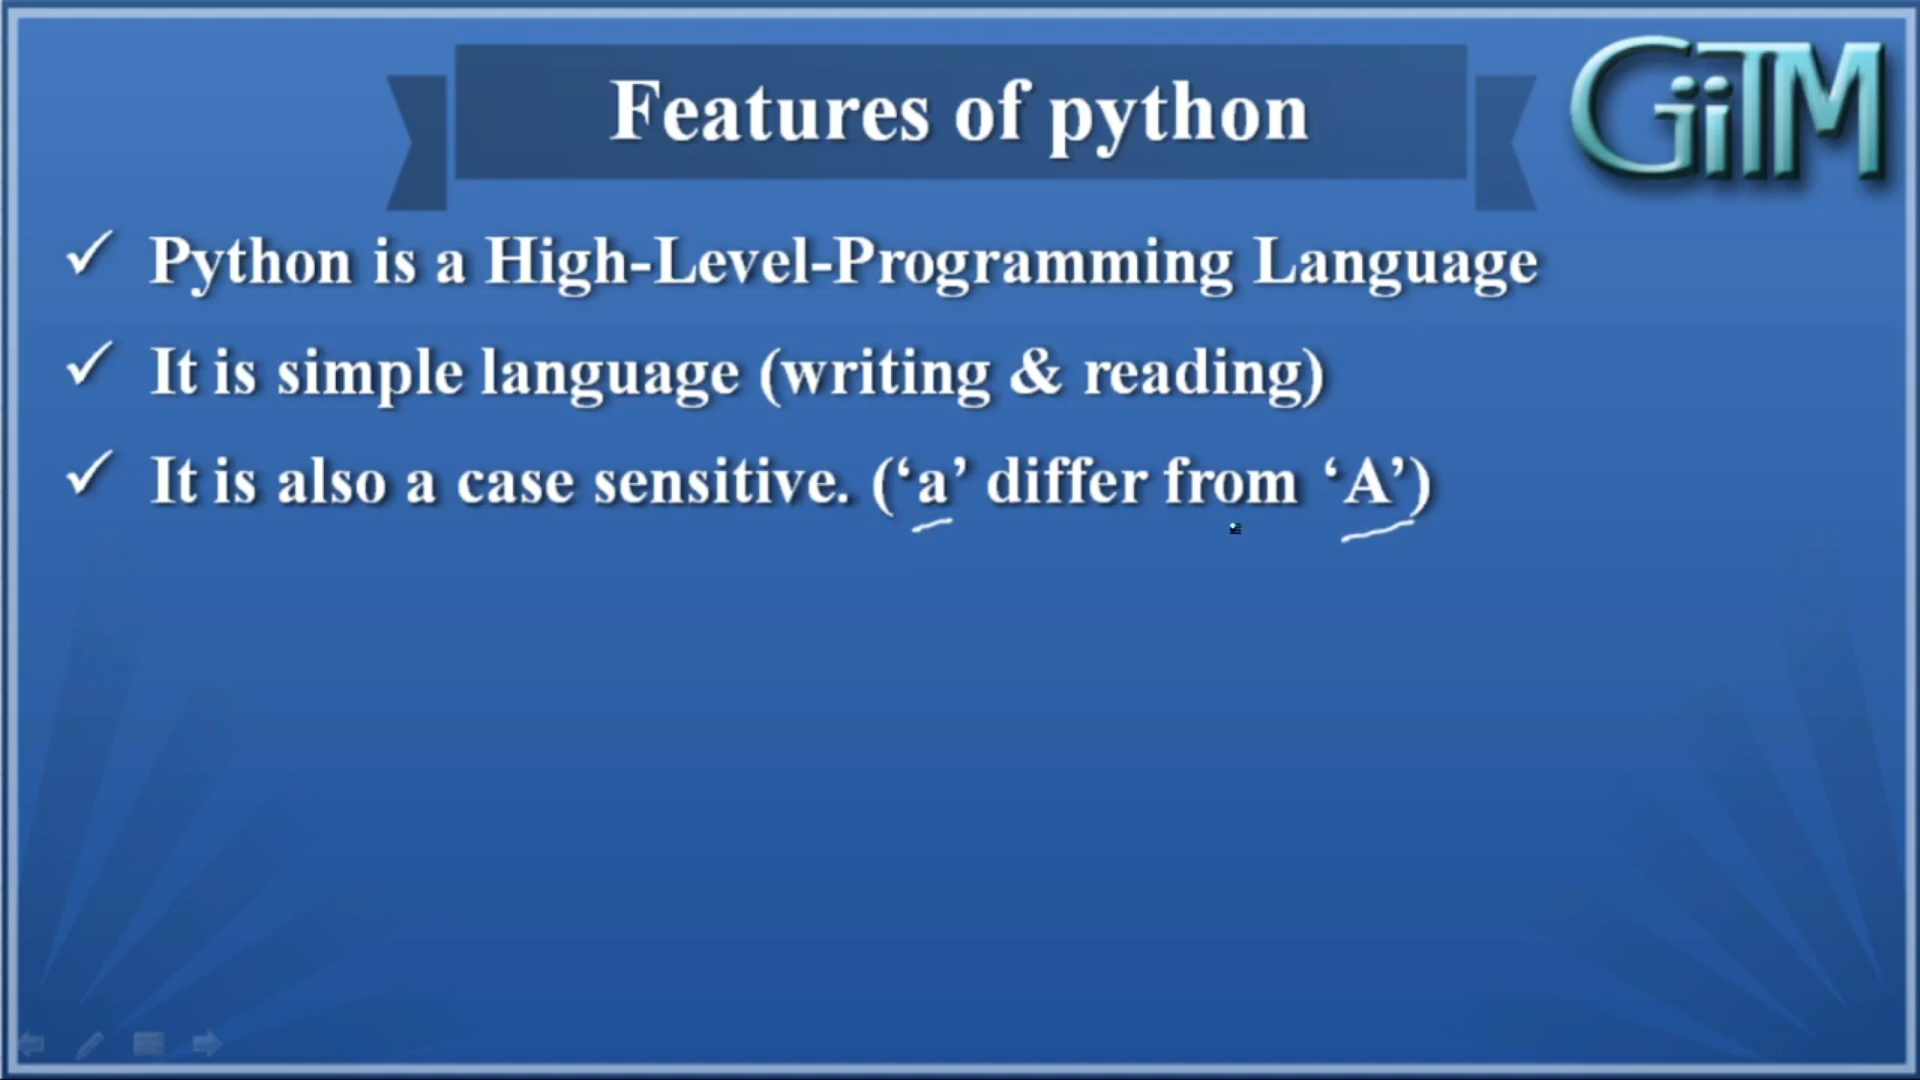 Features of python
GiTM
✓ Python is a High-Level-Programming Language
✓ It is simple language (writing & reading)
✓ It is also a case sensitive. (‘a’ differ from ‘A’)